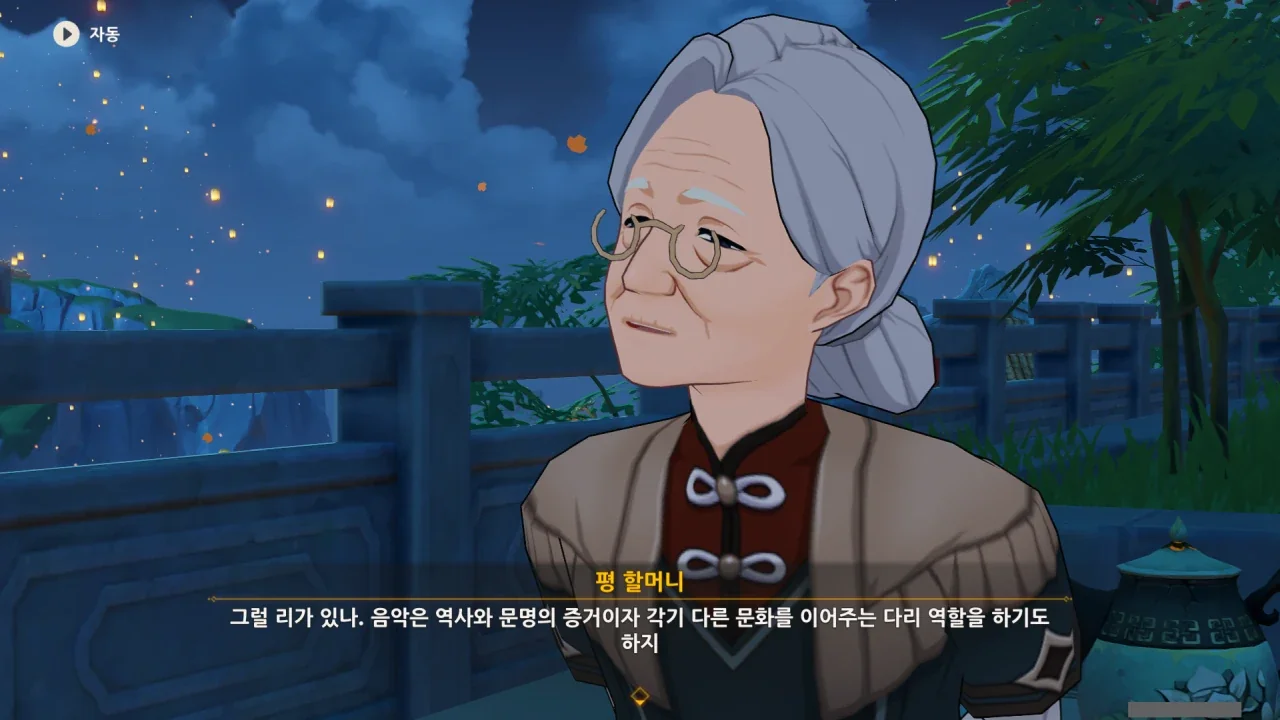 자동
평 할머니
그럴 리가 있나. 음악은 역사와 문명의 증거이자 각기 다른 문화를 이어주는 다리 역할을 하기도
하지